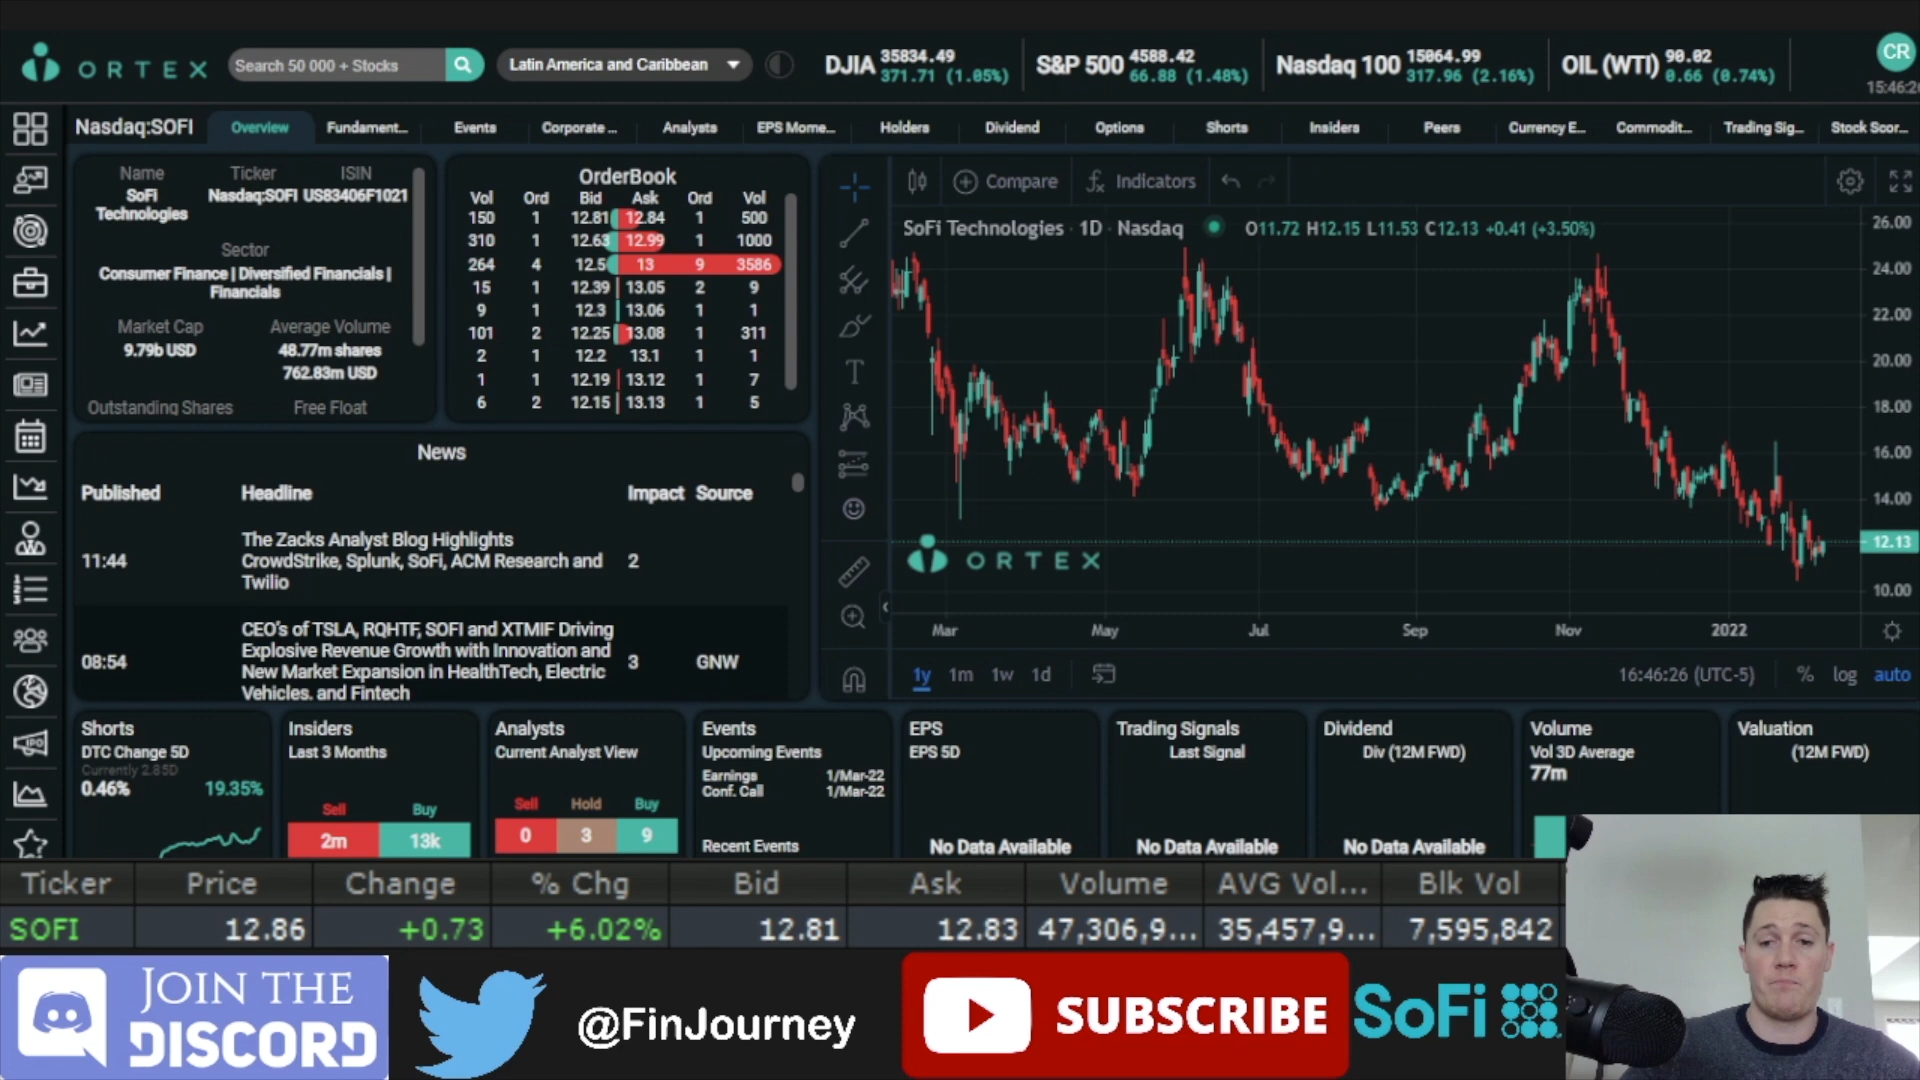 ORTEX
Search 50 000 + Stocks
Latin America and Caribbean
DJIA 35834.49
371.71 (1.05%)
S&P 500 4588.42
66.88 (1.48%)
Nasdaq 100 15064.99
317.96 (2.16%)
OIL (WTI) 90.02
0.66 (0.74%)
CR
15:46:26
Nasdaq:SOFI
Overview
Fundament...
Events
Corporate ...
Analysts
EPS Mome...
Holders
Dividend
Options
Shorts
Insiders
Peers
Currency E...
Commodit...
Trading Sig...
Stock Scor...
Name Ticker ISIN
SoFi Technologies
Nasdaq:SOFI US83406F1021
Sector
Consumer Finance | Diversified Financials |
Financials
Market Cap Average Volume
9.79b USD 48.77m shares
762.83m USD
Outstanding Shares Free Float
OrderBook
Vol Ord Bid Ask Ord Vol
150 1 12.81 12.84 1 500
310 1 12.63 12.99 1 1000
264 4 12.5 13 9 3586
15 1 12.39 13.05 2 9
9 1 12.3 13.06 1 1
101 2 12.25 13.08 1 311
2 1 12.2 13.1 1 1
1 1 12.19 13.12 1 7
6 2 12.15 13.13 1 5
News
Published Headline Impact Source
11:44
The Zacks Analyst Blog Highlights
CrowdStrike, Splunk, SoFi, ACM Research and
Twilio
2
08:54
CEO's of TSLA, RQHTF, SOFI and XTMIF Driving
Explosive Revenue Growth with Innovation and
New Market Expansion in HealthTech, Electric
Vehicles, and Fintech
3 GNW
Compare
Indicators
SoFi Technologies · 1D · Nasdaq
O11.72 H12.15 L11.53 C12.13 +0.41 (+3.50%)
26.00
24.00
22.00
20.00
18.00
16.00
14.00
12.13
10.00
ORTEX
Mar May Jul Sep Nov 2022
1y 1m 1w 1d
16:46:26 (UTC-5) % log auto
Shorts
DTC Change 5D
Currently 2.85D
0.46% 19.35%
Insiders
Last 3 Months
Sell Buy
2m 13k
Analysts
Current Analyst View
Sell Hold Buy
0 3 9
Events
Upcoming Events
Earnings 1/Mar-22
Conf. Call 1/Mar-22
Recent Events
EPS
EPS 5D
No Data Available
Trading Signals
Last Signal
No Data Available
Dividend
Div (12M FWD)
No Data Available
Volume
Vol 3D Average
77m
Valuation
(12M FWD)
Ticker Price Change % Chg Bid Ask Volume AVG Vol... Blk Vol
SOFI 12.86 +0.73 +6.02% 12.81 12.83 47,306,9... 35,457,9... 7,595,842
JOIN THE
DISCORD
@FinJourney
SUBSCRIBE
SoFi